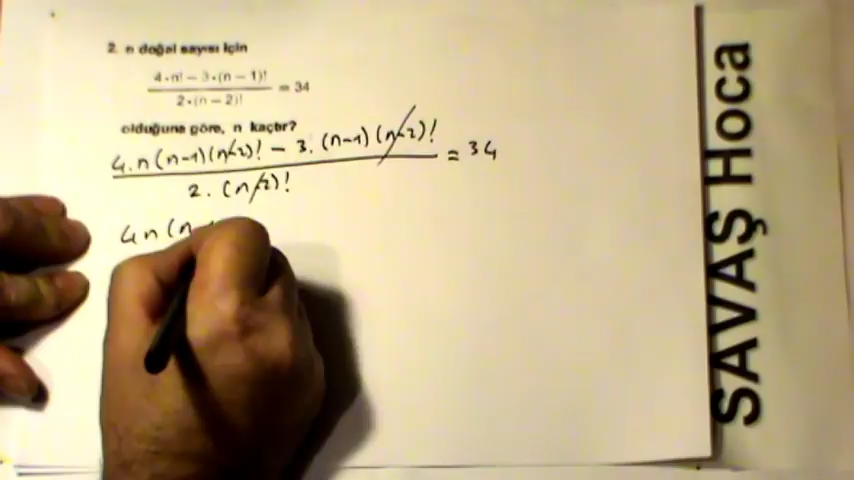 2. n doğal sayısı için
4·n! − 3·(n − 1)! / 2·(n − 2)! = 34
olduğuna göre, n kaçtır?
4.n(n-1)(n-2)! - 3.(n-1)(n-2)! / 2.(n-2)! = 34
4n(n-
SAVAŞ Hoca